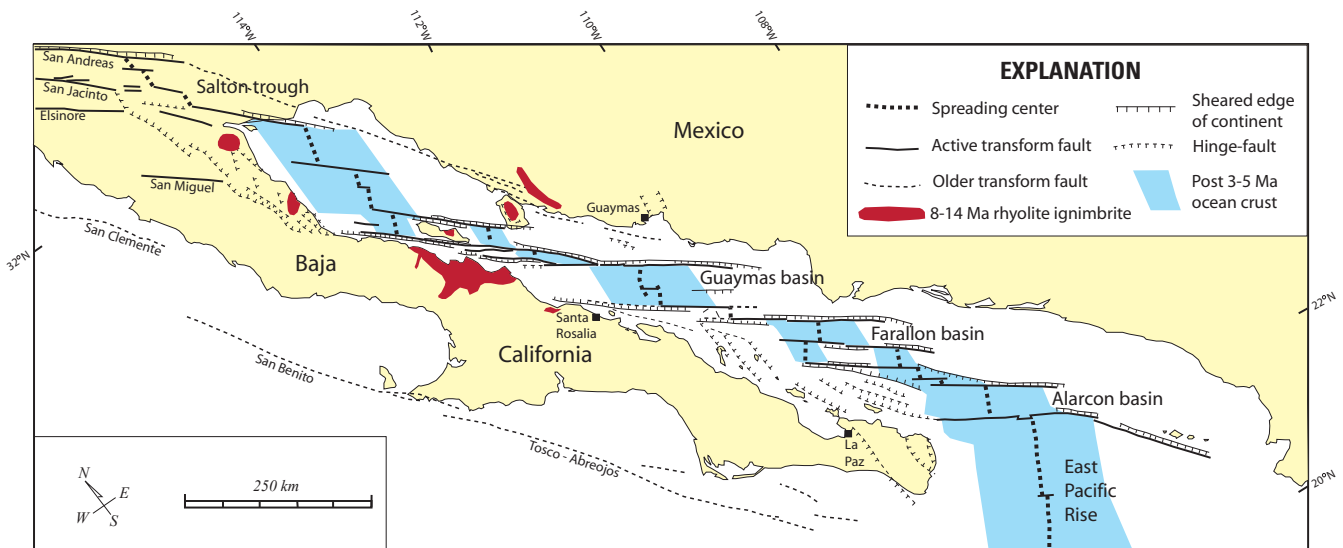 114°W
112°W
110°W
108°W
San Andreas
San Jacinto
Elsinore
Salton trough
Mexico
San Miguel
San Clemente
32°N
Baja
Guaymas
Guaymas basin
Santa
Rosalia
California
San Benito
Tosco - Abreojos
Farallon basin
Alarcon basin
La
Paz
East
Pacific
Rise
22°N
20°N
EXPLANATION
Spreading center
Active transform fault
Older transform fault
8-14 Ma rhyolite ignimbrite
Sheared edge
of continent
Hinge-fault
Post 3-5 Ma
ocean crust
N
E
W
S
250 km